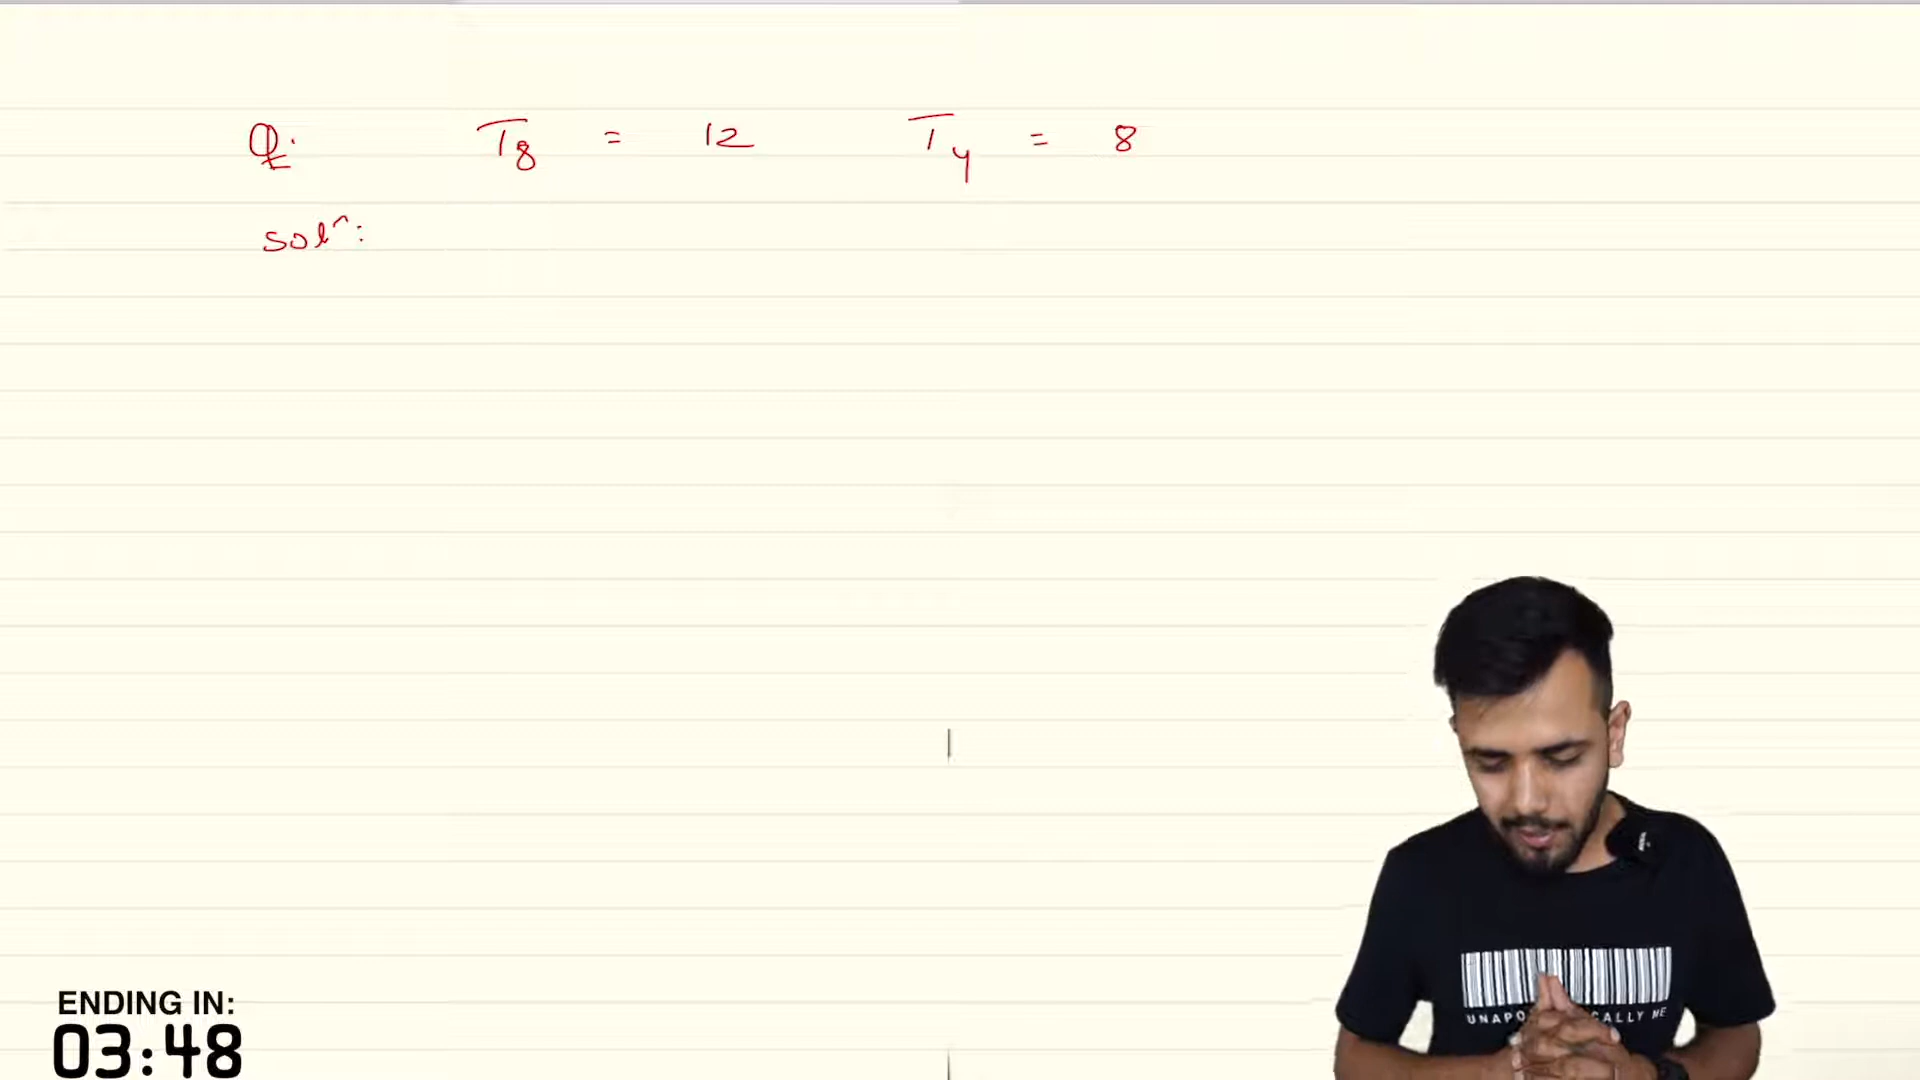 Q. T8 = 12 T4 = 8
Solⁿ:
ENDING IN:
03:48